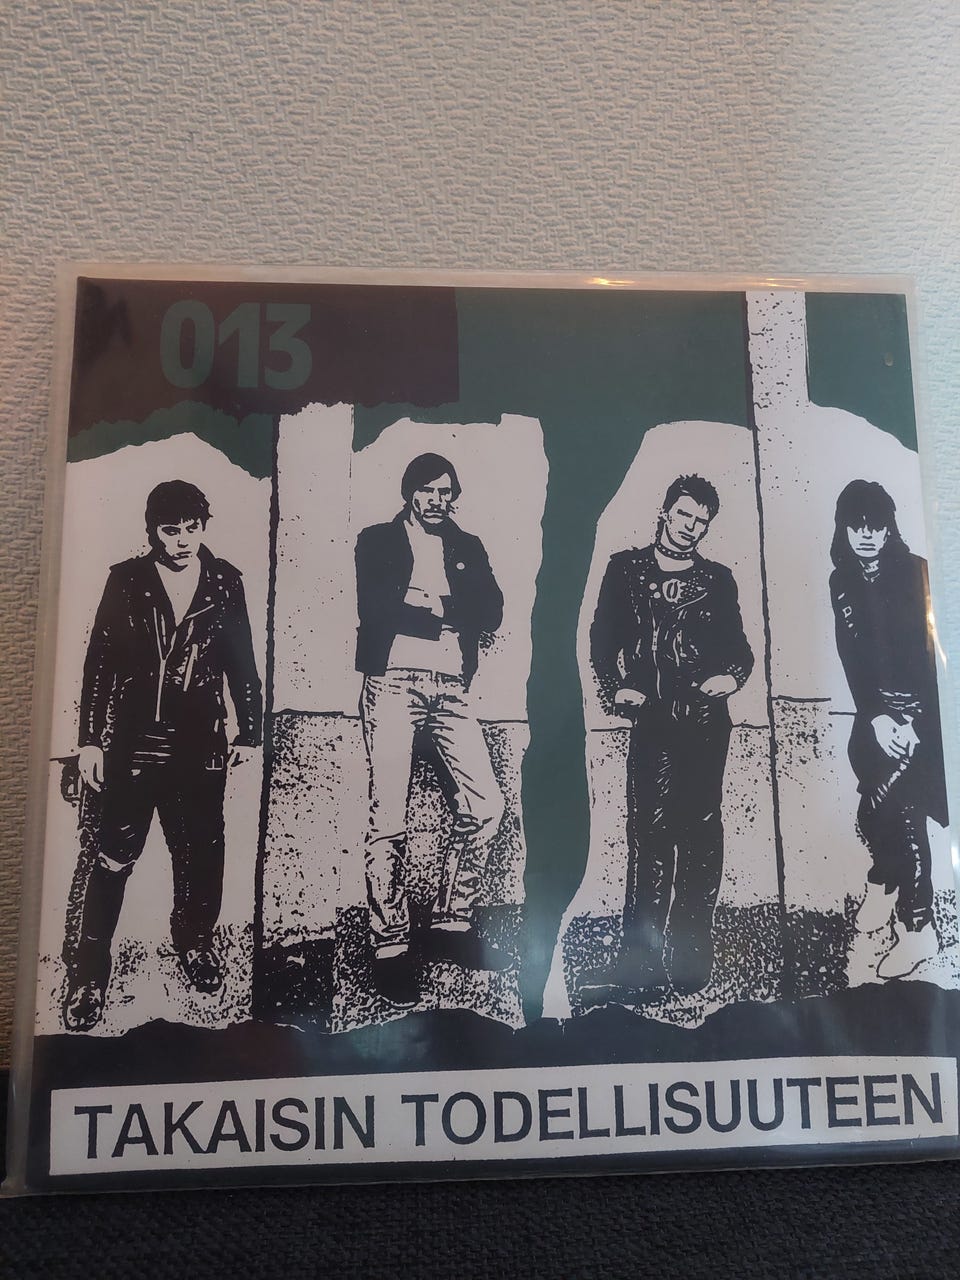 013
TAKAISIN TODELLISUUTEEN